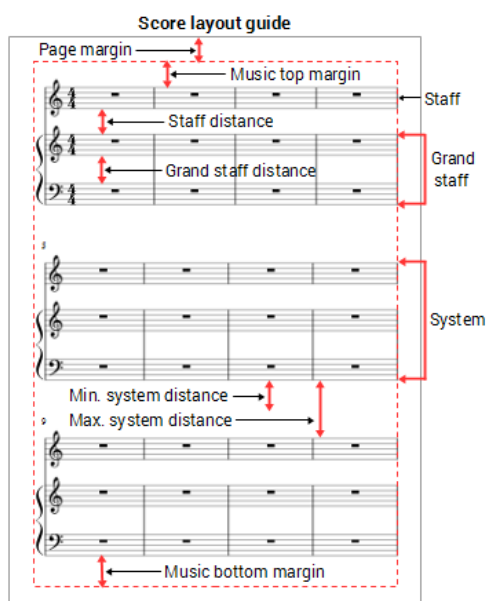 Score layout guide
Page margin
Music top margin
Staff
Staff distance
Grand staff distance
Grand
staff
System
Min. system distance
Max. system distance
9
Music bottom margin